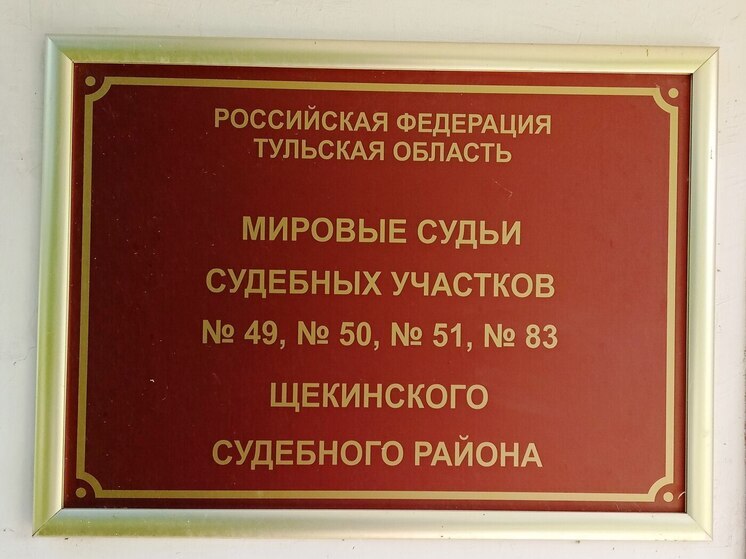 РОССИЙСКАЯ ФЕДЕРАЦИЯ
ТУЛЬСКАЯ ОБЛАСТЬ
МИРОВЫЕ СУДЬИ
СУДЕБНЫХ УЧАСТКОВ
№ 49, № 50, № 51, № 83
ЩЕКИНСКОГО
СУДЕБНОГО РАЙОНА